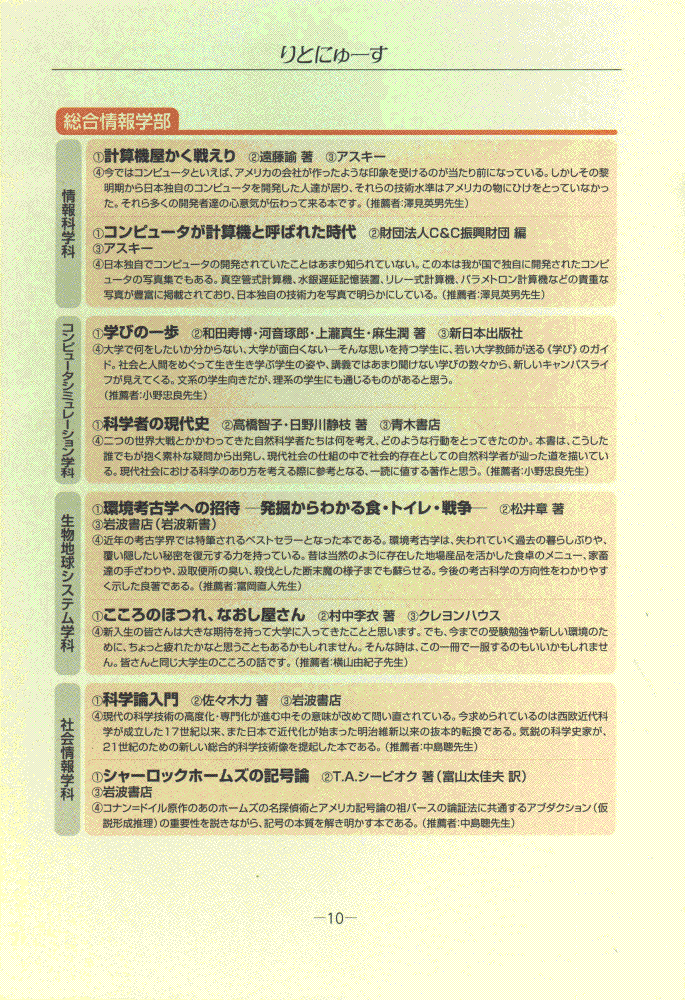 りとにゅーす
総合情報学部
情報科学科
①計算機屋かく戦えり ②遠藤諭 著 ③アスキー
④今ではコンピュータといえば、アメリカの会社が作ったような印象を受けるのが当たり前になっている。しかしその黎
明期から日本独自のコンピュータを開発した人達が居り、それらの技術水準はアメリカの物にひけをとっていなかっ
た。それら多くの開発者達の心意気が伝わって来る本です。（推薦者：澤見英男先生）
①コンピュータが計算機と呼ばれた時代 ②財団法人C&C振興財団 編
③アスキー
④日本独自でコンピュータの開発されていたことはあまり知られていない。この本は我が国で独自に開発されたコンピ
ュータの写真集でもある。真空管式計算機、水銀遅延記憶装置、リレー式計算機、パラメトロン計算機などの貴重な
写真が豊富に掲載されており、日本独自の技術力を写真で明らかにしている。（推薦者：澤見英男先生）
コンピュータシミュレーション学科
①学びの一歩 ②和田寿博・河音琢郎・上瀧真生・麻生潤 著 ③新日本出版社
④大学で何をしたいか分からない、大学が面白くない―そんな思いを持つ学生に、若い大学教師が送る《学び》のガイ
ド。社会と人間をめぐって生き生き学ぶ学生の姿や、講義ではあまり聞けない学びの数々から、新しいキャンパスライ
フが見えてくる。文系の学生向きだが、理系の学生にも通じるものがあると思う。
（推薦者：小野忠良先生）
①科学者の現代史 ②高橋智子・日野川静枝 著 ③青木書店
④二つの世界大戦とかかわってきた自然科学者たちは何を考え、どのような行動をとってきたのか。本書は、こうした
誰でもが抱く素朴な疑問から出発し、現代社会の仕組の中で社会的存在としての自然科学者が辿った道を描いてい
る。現代社会における科学のあり方を考える際に参考となる、一読に値する著作と思う。（推薦者：小野忠良先生）
生物地球システム学科
①環境考古学への招待 ―発掘からわかる食・トイレ・戦争― ②松井章 著
③岩波書店（岩波新書）
④近年の考古学界では特筆されるベストセラーとなった本である。環境考古学は、失われていく過去の暮らしぶりや、
覆い隠したい秘密を復元する力を持っている。昔は当然のように存在した地場産品を活かした食卓のメニュー、家畜
達の手ざわりや、汲取便所の臭い、殺伐とした断末魔の様子までも蘇らせる。今後の考古科学の方向性をわかりやす
く示した良著である。（推薦者：富岡直人先生）
①こころのほつれ、なおし屋さん ②村中李衣 著 ③クレヨンハウス
④新入生の皆さんは大きな期待を持って大学に入ってきたことと思います。でも、今までの受験勉強や新しい環境のた
めに、ちょっと疲れたかなと思うこともあるかもしれません。そんな時は、この一冊で一服するのもいいかもしれませ
ん。皆さんと同じ大学生のこころの話です。（推薦者：横山由紀子先生）
社会情報学科
①科学論入門 ②佐々木力 著 ③岩波書店
④現代の科学技術の高度化・専門化が進む中その意味が改めて問い直されている。今求められているのは西欧近代科
学が成立した17世紀以来、また日本で近代化が始まった明治維新以来の抜本的転換である。気鋭の科学史家が、
21世紀のための新しい総合的科学技術像を提起した本である。（推薦者：中島聰先生）
①シャーロックホームズの記号論 ②T.A.シービオク 著（富山太佳夫 訳）
③岩波書店
④コナン=ドイル原作のあのホームズの名探偵術とアメリカ記号論の祖パースの論証法に共通するアブダクション（仮
説形成推理）の重要性を説きながら、記号の本質を解き明かす本である。（推薦者：中島聰先生）
―10―